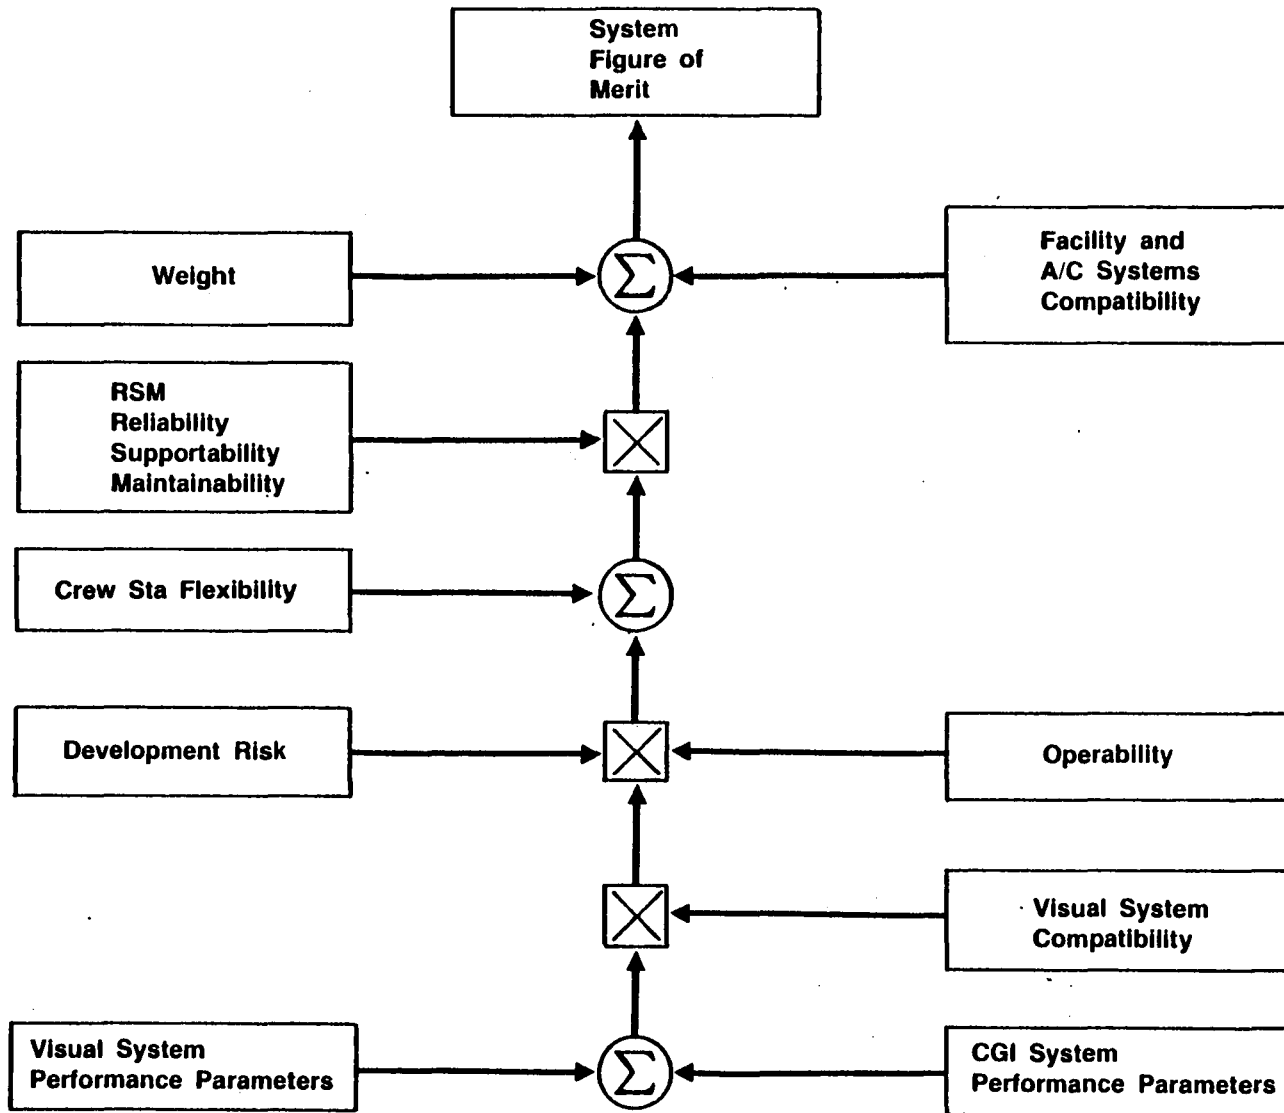 System
Figure of
Merit
Weight
Σ
Facility and
A/C Systems
Compatibility
RSM
Reliability
Supportability
Maintainability
Crew Sta Flexibility
Σ
Development Risk
Operability
Visual System
Compatibility
Visual System
Performance Parameters
Σ
CGI System
Performance Parameters